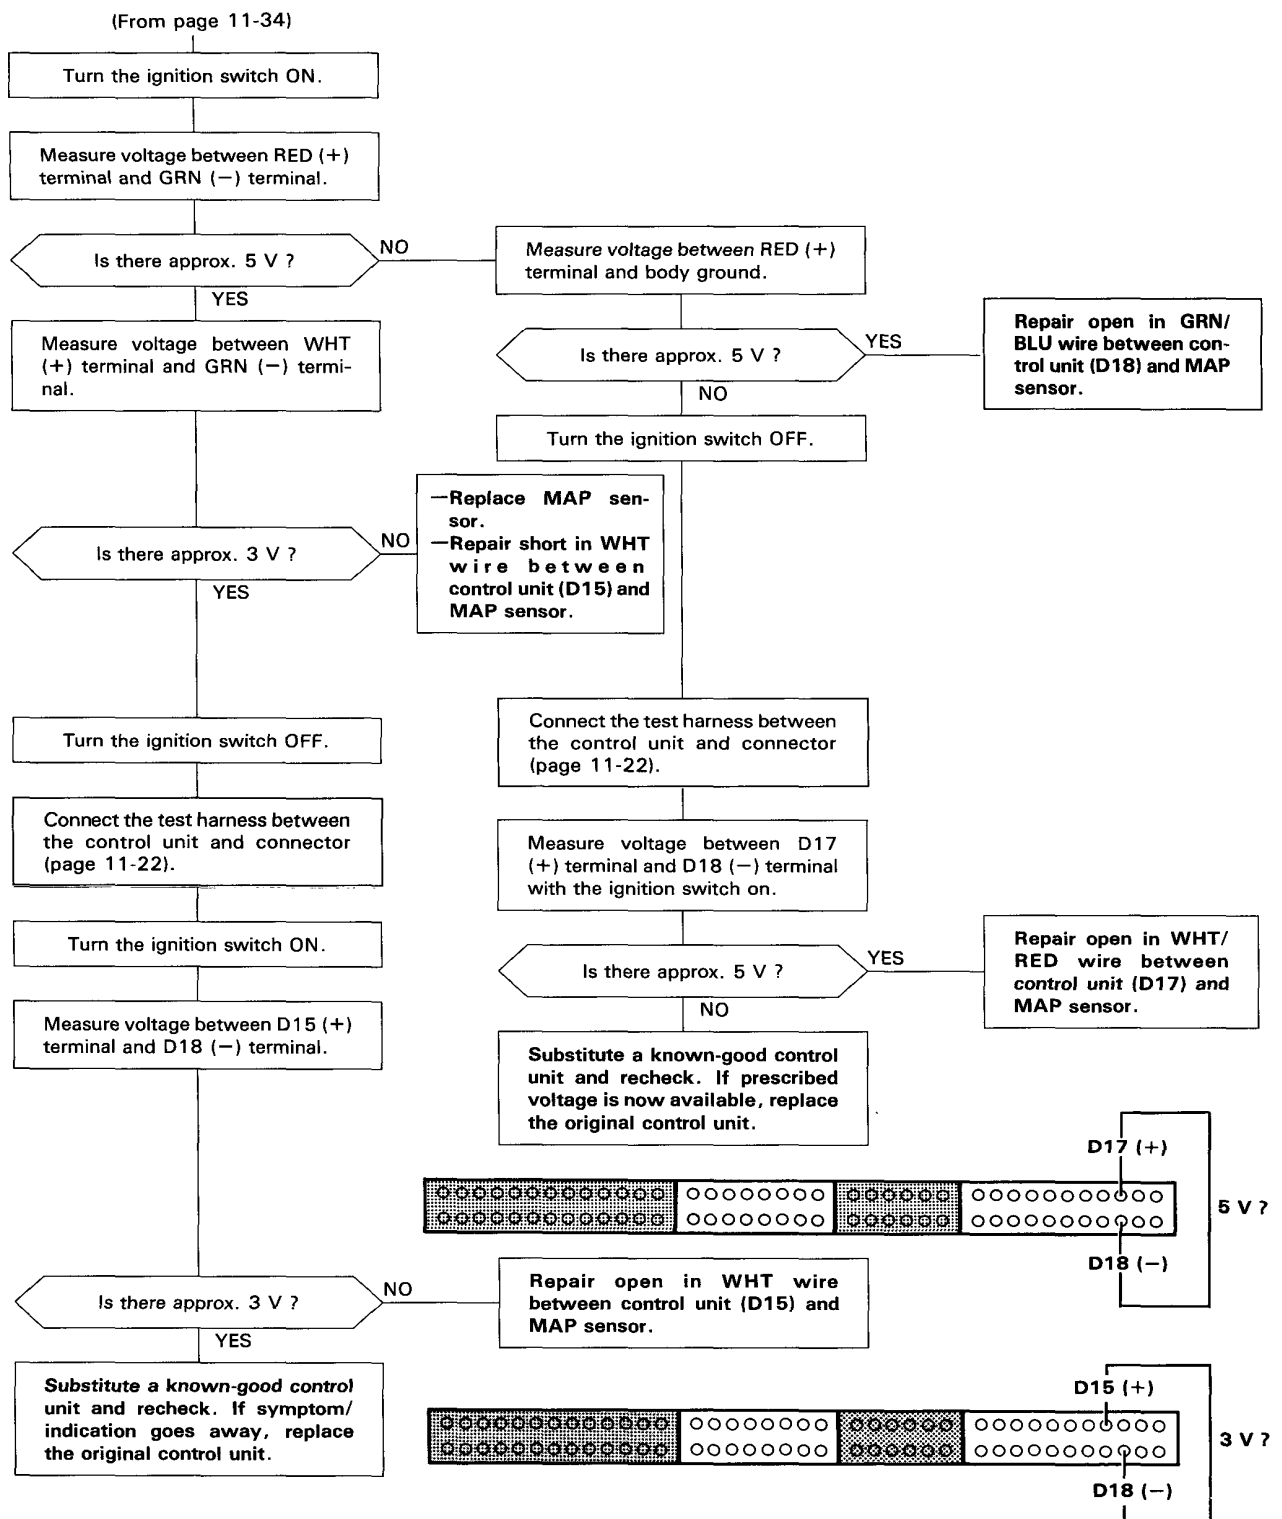 (From page 11-34)
Turn the ignition switch ON.
Measure voltage between RED (+)
terminal and GRN (−) terminal.
Is there approx. 5 V ?
NO
YES
Measure voltage between RED (+)
terminal and body ground.
Is there approx. 5 V ?
YES
NO
Repair open in GRN/
BLU wire between con-
trol unit (D18) and MAP
sensor.
Measure voltage between WHT
(+) terminal and GRN (−) termi-
nal.
Turn the ignition switch OFF.
Is there approx. 3 V ?
NO
YES
—Replace MAP sen-
sor.
—Repair short in WHT
wire between
control unit (D15) and
MAP sensor.
Turn the ignition switch OFF.
Connect the test harness between
the control unit and connector
(page 11-22).
Turn the ignition switch ON.
Measure voltage between D15 (+)
terminal and D18 (−) terminal.
Connect the test harness between
the control unit and connector
(page 11-22).
Measure voltage between D17
(+) terminal and D18 (−) terminal
with the ignition switch on.
Is there approx. 5 V ?
YES
NO
Repair open in WHT/
RED wire between
control unit (D17) and
MAP sensor.
Substitute a known-good control
unit and recheck. If prescribed
voltage is now available, replace
the original control unit.
D17 (+)
5 V ?
D18 (−)
Is there approx. 3 V ?
NO
YES
Repair open in WHT wire
between control unit (D15) and
MAP sensor.
Substitute a known-good control
unit and recheck. If symptom/
indication goes away, replace
the original control unit.
D15 (+)
3 V ?
D18 (−)